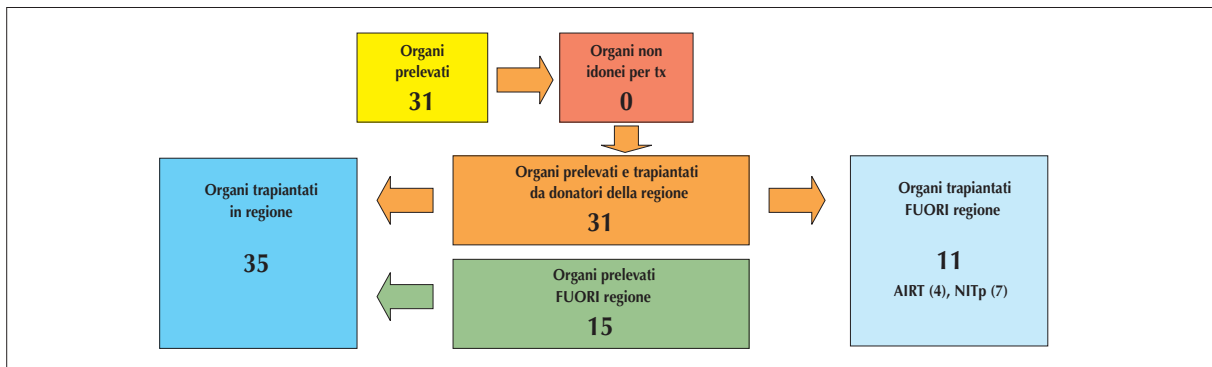 Organi
prelevati
31
Organi non
idonei per tx
0
Organi prelevati e trapiantati
da donatori della regione
31
Organi trapiantati
in regione
35
Organi prelevati
FUORI regione
15
Organi trapiantati
FUORI regione
11
AIRT (4), NITp (7)